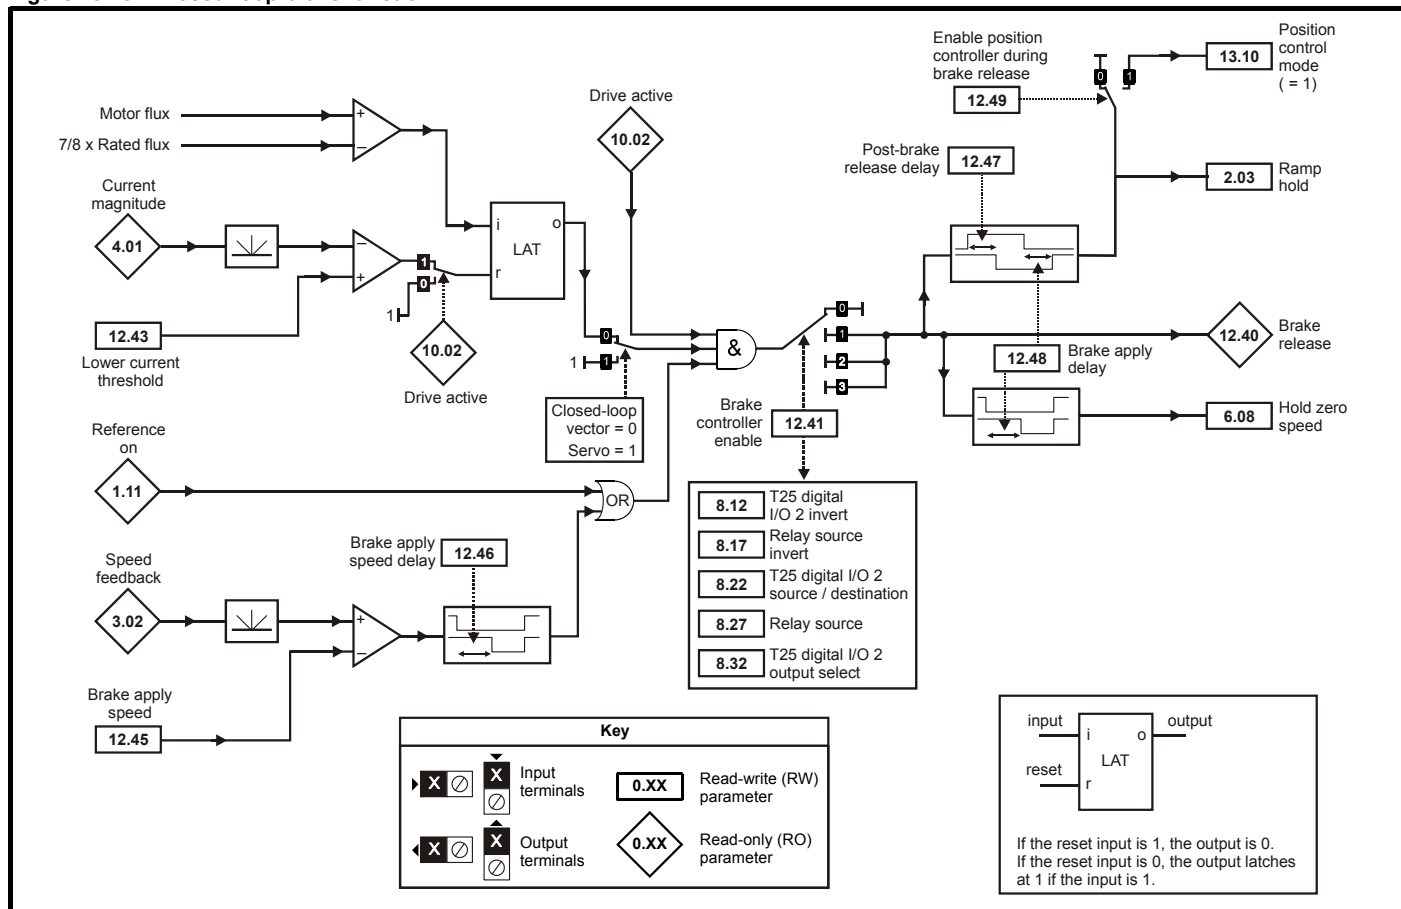 Enable position
controller during
brake release
12.49
0
1
13.10
Position
control
mode
( = 1)
Motor flux
7/8 x Rated flux
+
–
Drive active
10.02
Post-brake
release delay
12.47
2.03
Ramp
hold
Current
magnitude
4.01
–
+
1
0
1
i
o
LAT
r
12.43
Lower current
threshold
10.02
Drive active
0
1
1
&
0
1
2
3
12.40
Brake
release
12.48
Brake apply
delay
Closed-loop
vector = 0
Servo = 1
Brake
controller
enable
12.41
6.08
Hold zero
speed
Reference
on
1.11
OR
8.12
T25 digital
I/O 2 invert
8.17
Relay source
invert
8.22
T25 digital I/O 2
source / destination
8.27
Relay source
8.32
T25 digital I/O 2
output select
Brake apply
speed delay
12.46
Speed
feedback
3.02
+
–
Brake apply
speed
12.45
Key
X
X
Input
terminals
0.XX
Read-write (RW)
parameter
X
X
Output
terminals
0.XX
Read-only (RO)
parameter
input
output
i
o
LAT
reset
r
If the reset input is 1, the output is 0.
If the reset input is 0, the output latches
at 1 if the input is 1.